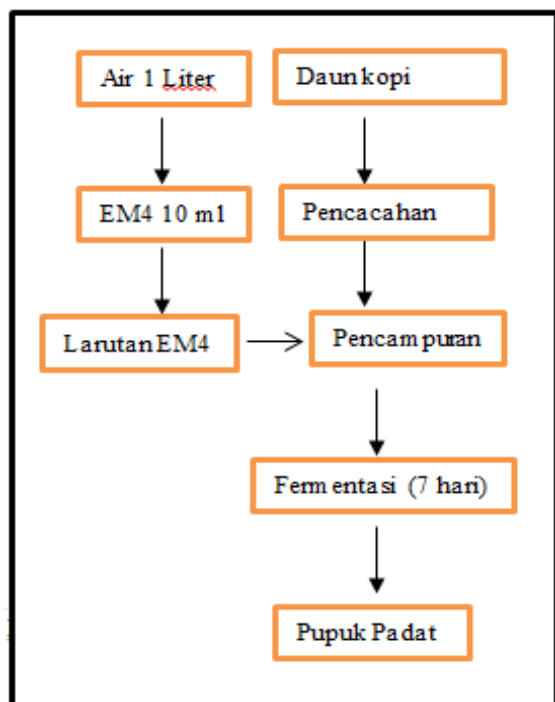 Air 1 Liter
Daun kopi
EM4 10 ml
Pencacahan
Larutan EM4
Pencampuran
Fermentasi (7 hari)
Pupuk Padat